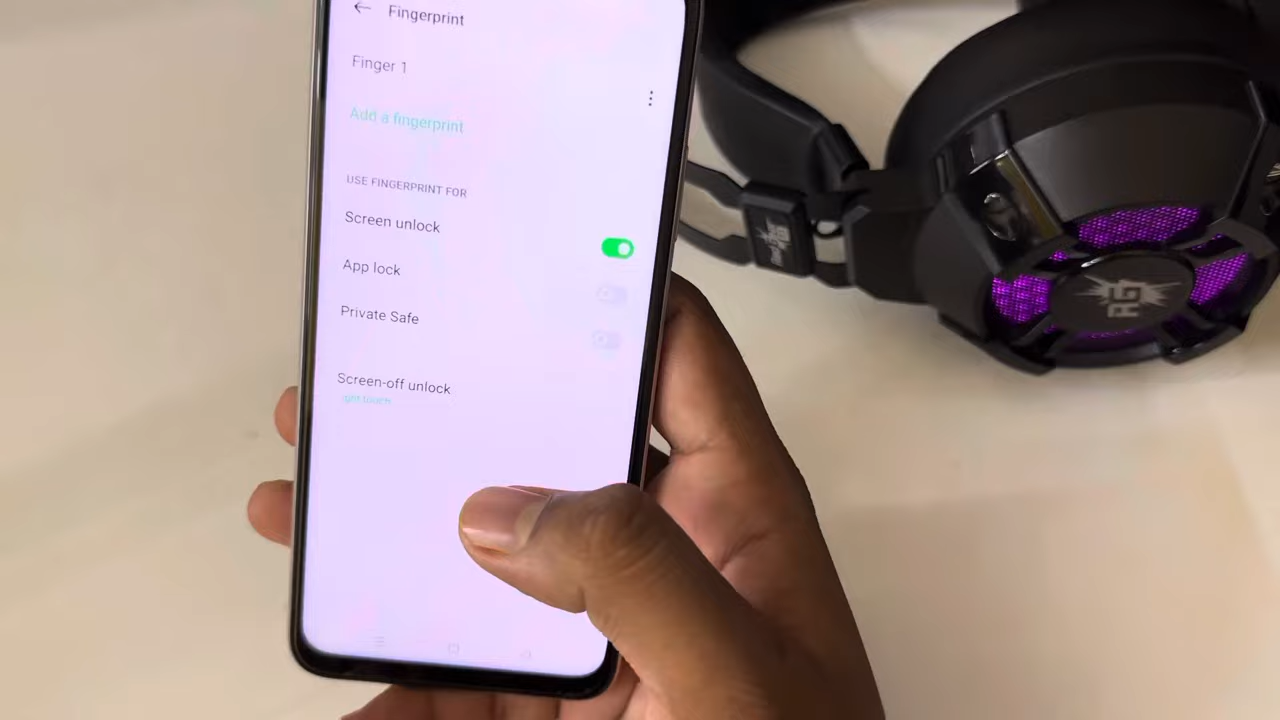 Fingerprint
Finger 1
Add a fingerprint
USE FINGERPRINT FOR
Screen unlock
App lock
Private Safe
Screen-off unlock